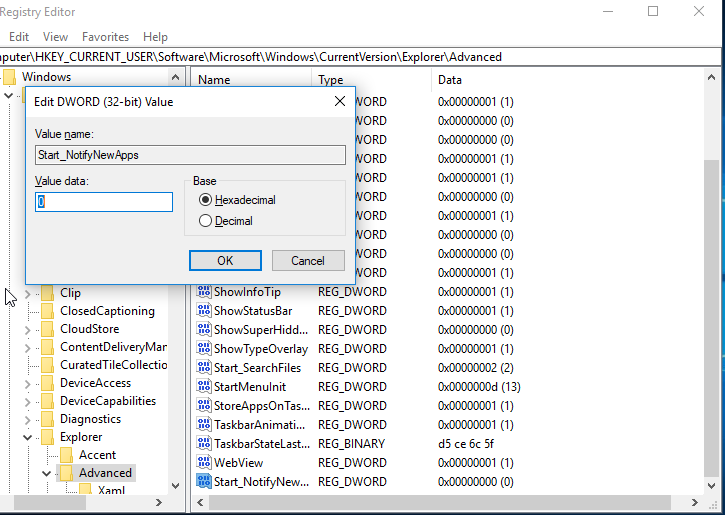 Registry Editor
Edit View Favorites Help
nputer\HKEY_CURRENT_USER\Software\Microsoft\Windows\CurrentVersion\Explorer\Advanced
Windows
Name Type Data
Edit DWORD (32-bit) Value
Value name:
Start_NotifyNewApps
Value data:
0
Base
Hexadecimal
Decimal
OK Cancel
DWORD 0x00000001 (1)
DWORD 0x00000000 (0)
DWORD 0x00000000 (0)
DWORD 0x00000001 (1)
DWORD 0x00000001 (1)
DWORD 0x00000000 (0)
DWORD 0x00000001 (1)
DWORD 0x00000000 (0)
DWORD 0x00000000 (0)
DWORD 0x00000001 (1)
ShowInfoTip REG_DWORD 0x00000001 (1)
ShowStatusBar REG_DWORD 0x00000001 (1)
ShowSuperHidd... REG_DWORD 0x00000000 (0)
ShowTypeOverlay REG_DWORD 0x00000001 (1)
Start_SearchFiles REG_DWORD 0x00000002 (2)
StartMenuInit REG_DWORD 0x0000000d (13)
StoreAppsOnTas... REG_DWORD 0x00000001 (1)
TaskbarAnimati... REG_DWORD 0x00000001 (1)
TaskbarStateLast... REG_BINARY d5 ce 6c 5f
WebView REG_DWORD 0x00000001 (1)
Start_NotifyNew... REG_DWORD 0x00000000 (0)
Clip
ClosedCaptioning
CloudStore
ContentDeliveryMan
CuratedTileCollectio
DeviceAccess
DeviceCapabilities
Diagnostics
Explorer
Accent
Advanced
Xaml